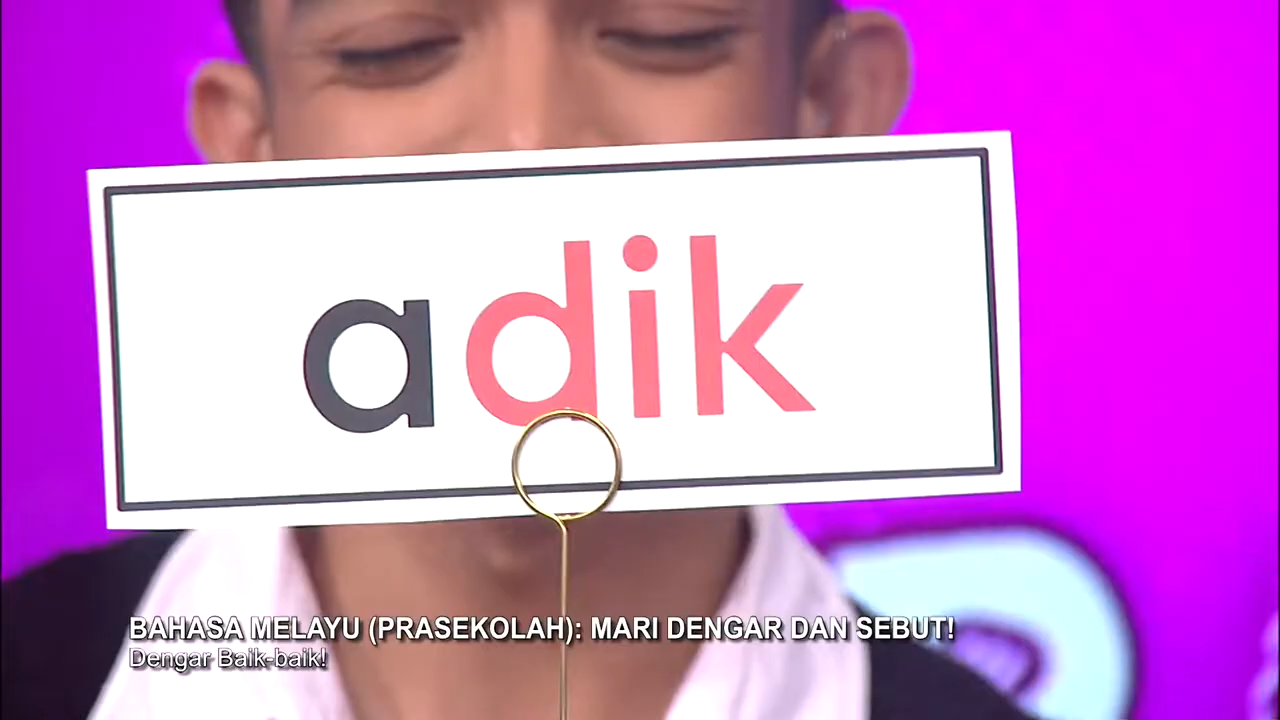 adik
BAHASA MELAYU (PRASEKOLAH): MARI DENGAR DAN SEBUT!
Dengar Baik-baik!